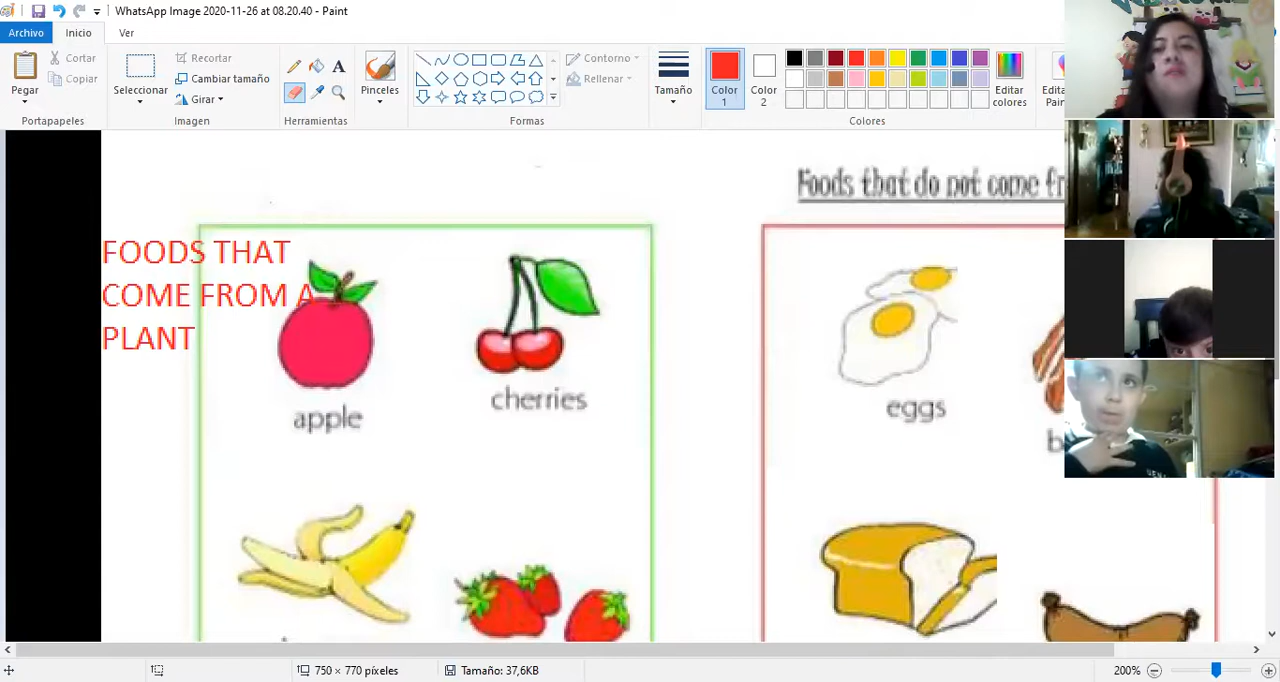 WhatsApp Image 2020-11-26 at 08.20.40 - Paint
Archivo
Inicio
Ver
Pegar
Cortar
Copiar
Portapapeles
Seleccionar
Recortar
Cambiar tamaño
Girar
Imagen
A
Herramientas
Pinceles
Contorno
Rellenar
Formas
Tamaño
Color
1
Color
2
Editar
colores
Colores
Edita
Pain
Foods that do not come fr
FOODS THAT
COME FROM A
PLANT
apple
cherries
eggs
b
750 × 770 píxeles
Tamaño: 37,6KB
200%